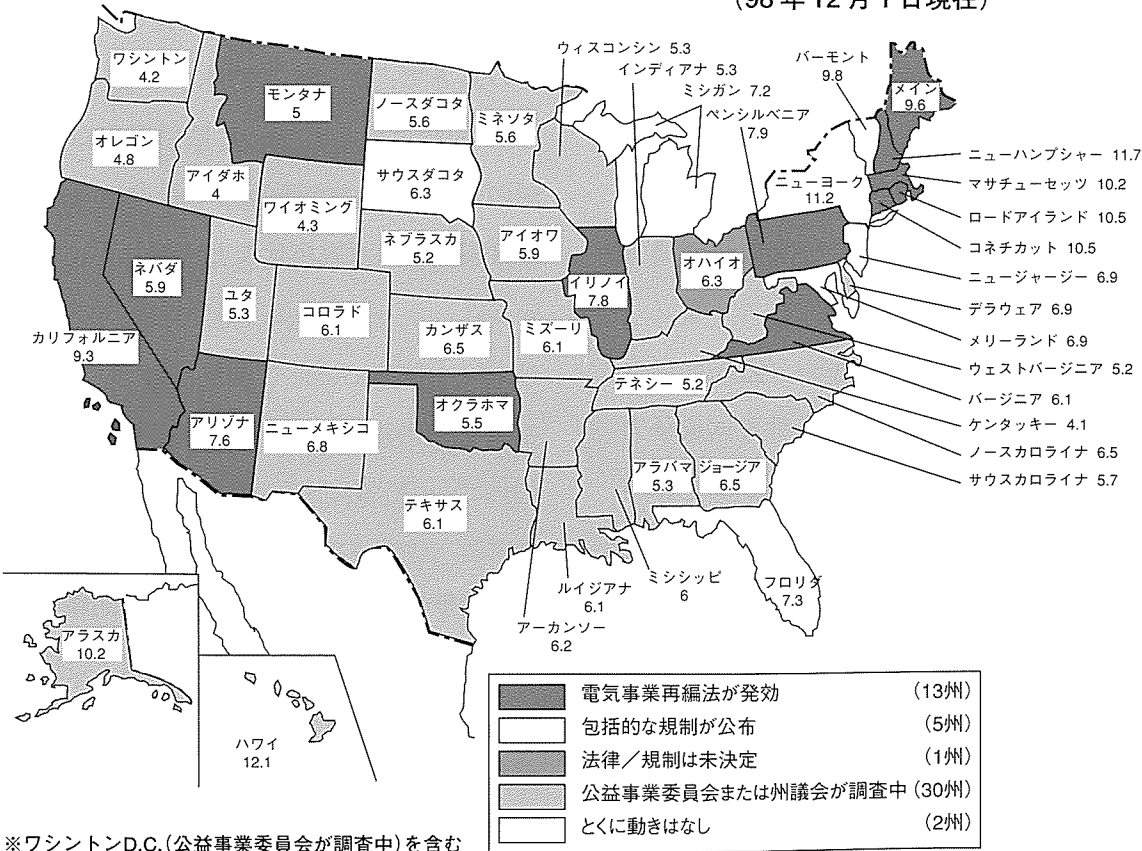 (98年12月1日現在)
ワシントン
4.2
モンタナ
5
ノースダコタ
5.6
ミネソタ
5.6
ウィスコンシン 5.3
インディアナ 5.3
ミシガン 7.2
ペンシルベニア
7.9
バーモント
9.8
メイン
9.6
オレゴン
4.8
アイダホ
4
ワイオミング
4.3
サウスダコタ
6.3
ニューヨーク
11.2
ニューハンプシャー 11.7
マサチューセッツ 10.2
ロードアイランド 10.5
コネチカット 10.5
ニュージャージー 6.9
デラウェア 6.9
メリーランド 6.9
ウェストバージニア 5.2
バージニア 6.1
ケンタッキー 4.1
ノースカロライナ 6.5
サウスカロライナ 5.7
ネブラスカ
5.2
アイオワ
5.9
イリノイ
7.8
オハイオ
6.3
カリフォルニア
9.3
ネバダ
5.9
ユタ
5.3
コロラド
6.1
カンザス
6.5
ミズーリ
6.1
テネシー 5.2
アリゾナ
7.6
ニューメキシコ
6.8
オクラホマ
5.5
アラバマ
5.3
ジョージア
6.5
テキサス
6.1
ルイジアナ
6.1
ミシシッピ
6
アーカンソー
6.2
フロリダ
7.3
アラスカ
10.2
ハワイ
12.1
電気事業再編法が発効 (13州)
包括的な規制が公布 (5州)
法律/規制は未決定 (1州)
公益事業委員会または州議会が調査中 (30州)
とくに動きはなし (2州)
※ワシントンD.C.(公益事業委員会が調査中)を含む